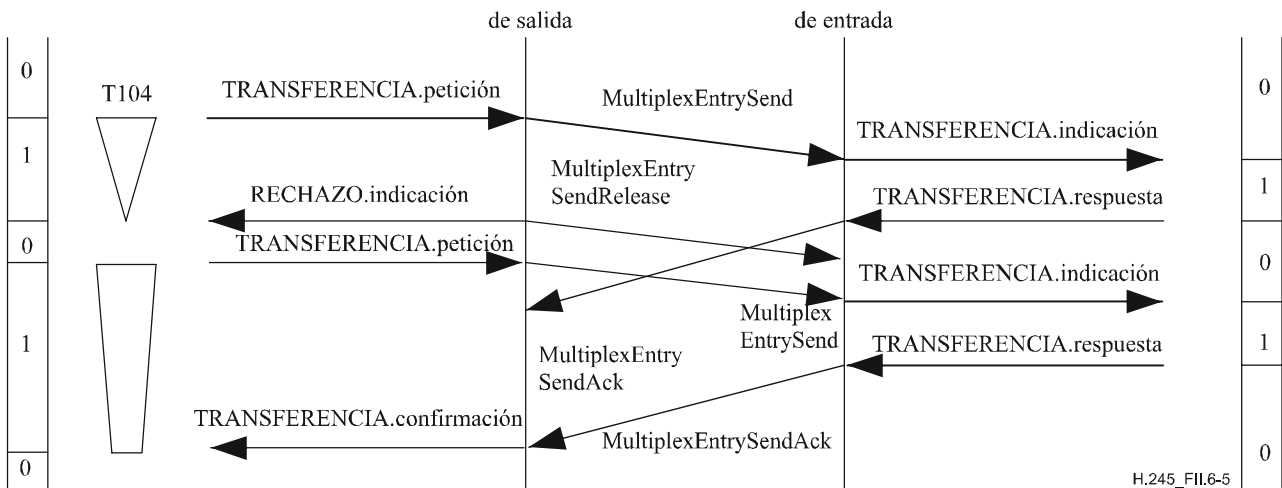 de salida
de entrada
0
T104
TRANSFERENCIA.petición
MultiplexEntrySend
0
TRANSFERENCIA.indicación
1
MultiplexEntry
SendRelease
RECHAZO.indicación
TRANSFERENCIA.respuesta
1
0
TRANSFERENCIA.petición
TRANSFERENCIA.indicación
0
Multiplex
EntrySend
1
MultiplexEntry
SendAck
TRANSFERENCIA.respuesta
1
TRANSFERENCIA.confirmación
MultiplexEntrySendAck
0
0
H.245_FII.6-5